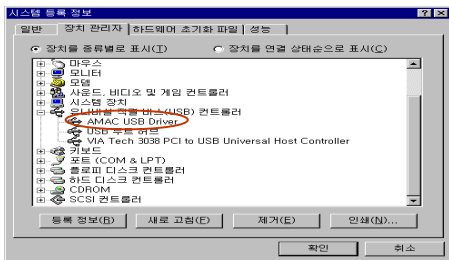 시스템 등록 정보
일반 장치 관리자 하드웨어 초기화 파일 성능
장치를 종류별로 표시(T) 장치를 연결 상태순으로 표시(C)
마우스
모니터
모뎀
사운드, 비디오 및 게임 컨트롤러
시스템 장치
유니버설 직렬 버스(USB) 컨트롤러
AMAC USB Driver
USB 루트 허브
VIA Tech 3038 PCI to USB Universal Host Controller
키보드
포트 (COM & LPT)
플로피 디스크 컨트롤러
하드 디스크 컨트롤러
CDROM
SCSI 컨트롤러
등록 정보(R) 새로 고침(F) 제거(E) 인쇄(N)...
확인 취소